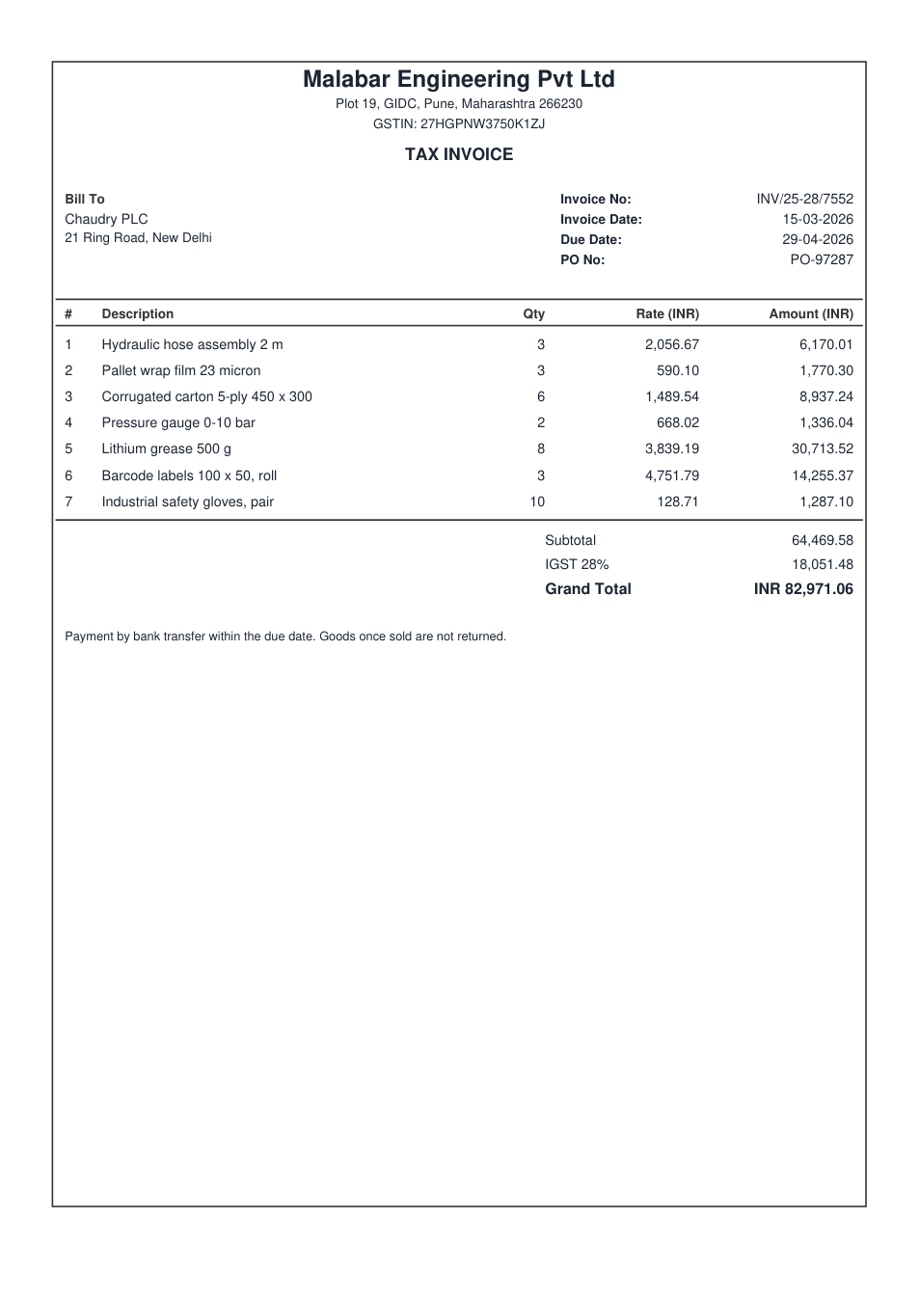 Malabar Engineering Pvt Ltd
Plot 19, GIDC, Pune, Maharashtra 266230
GSTIN: 27HGPNW3750K1ZJ
TAX INVOICE
Bill To
Chaudry PLC
21 Ring Road, New Delhi
Invoice No: INV/25-28/7552
Invoice Date: 15-03-2026
Due Date: 29-04-2026
PO No: PO-97287
# Description Qty Rate (INR) Amount (INR)
1 Hydraulic hose assembly 2 m 3 2,056.67 6,170.01
2 Pallet wrap film 23 micron 3 590.10 1,770.30
3 Corrugated carton 5-ply 450 x 300 6 1,489.54 8,937.24
4 Pressure gauge 0-10 bar 2 668.02 1,336.04
5 Lithium grease 500 g 8 3,839.19 30,713.52
6 Barcode labels 100 x 50, roll 3 4,751.79 14,255.37
7 Industrial safety gloves, pair 10 128.71 1,287.10
Subtotal 64,469.58
IGST 28% 18,051.48
Grand Total INR 82,971.06
Payment by bank transfer within the due date. Goods once sold are not returned.